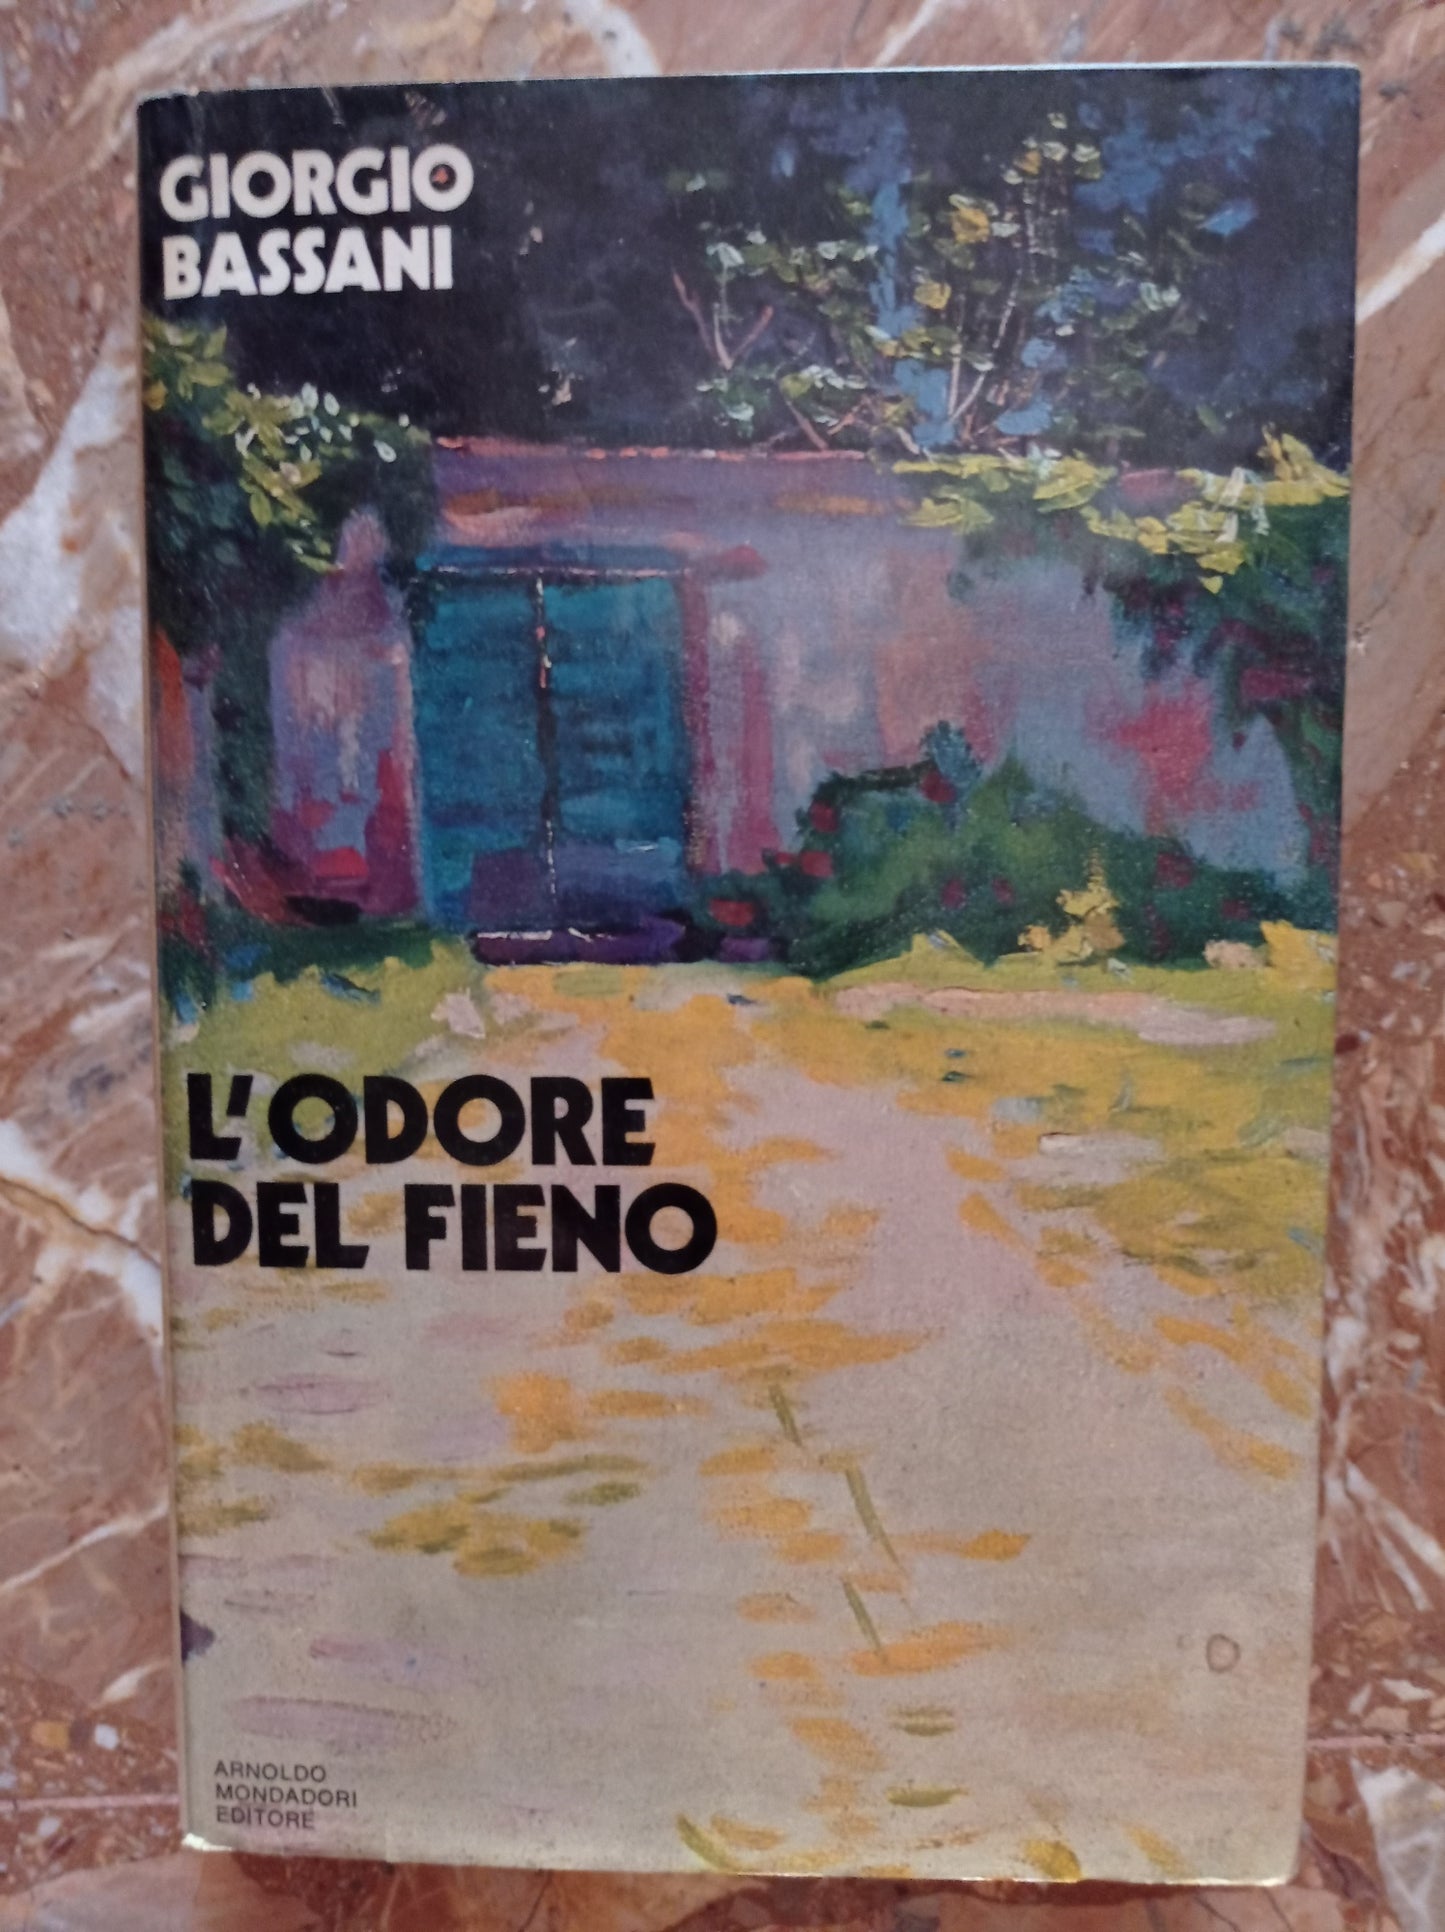 GIORGIO
BASSANI
L'ODORE
DEL FIENO
ARNOLDO
MONDADORI
EDITORE